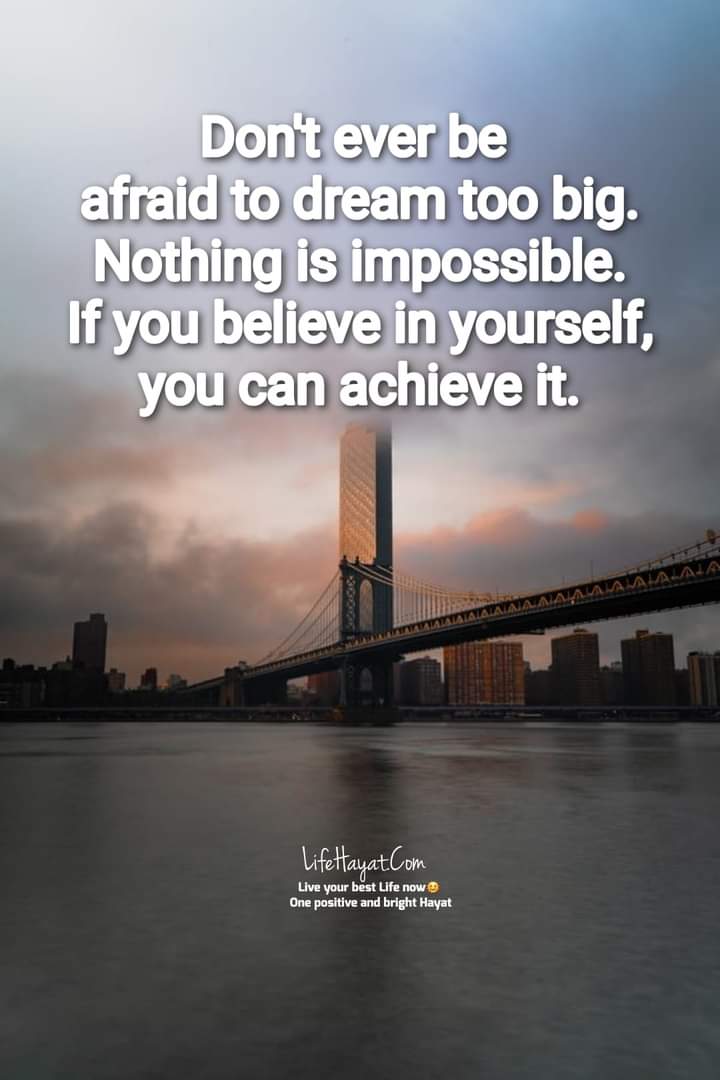 Don't ever be
afraid to dream too big.
Nothing is impossible.
If you believe in yourself,
you can achieve it.
LifeHayat.Com
Live your best Life now🥲
One positive and bright Hayat